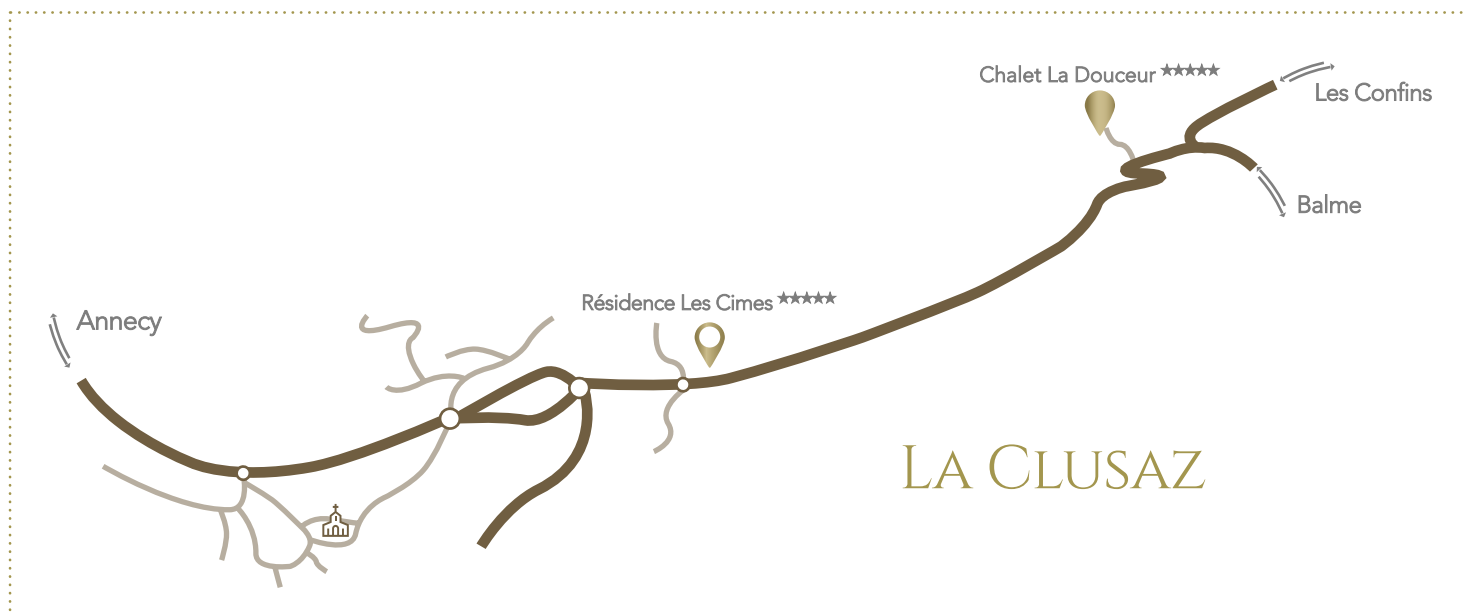 Chalet La Douceur ★★★★★
Les Confins
Balme
Résidence Les Cimes ★★★★★
Annecy
La Clusaz